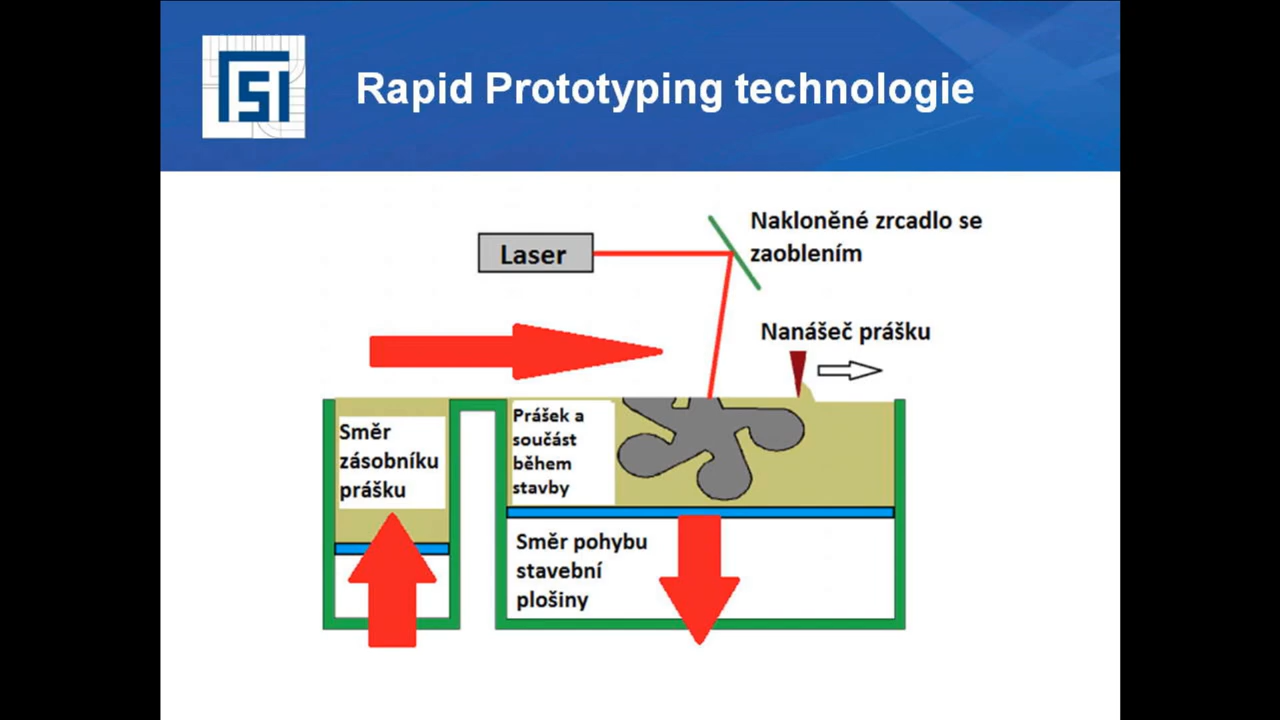 Rapid Prototyping technologie
Laser
Nakloněné zrcadlo se
zaoblením
Nanášeč prášku
Směr
zásobníku
prášku
Prášek a
součást
během
stavby
Směr pohybu
stavební
plošiny